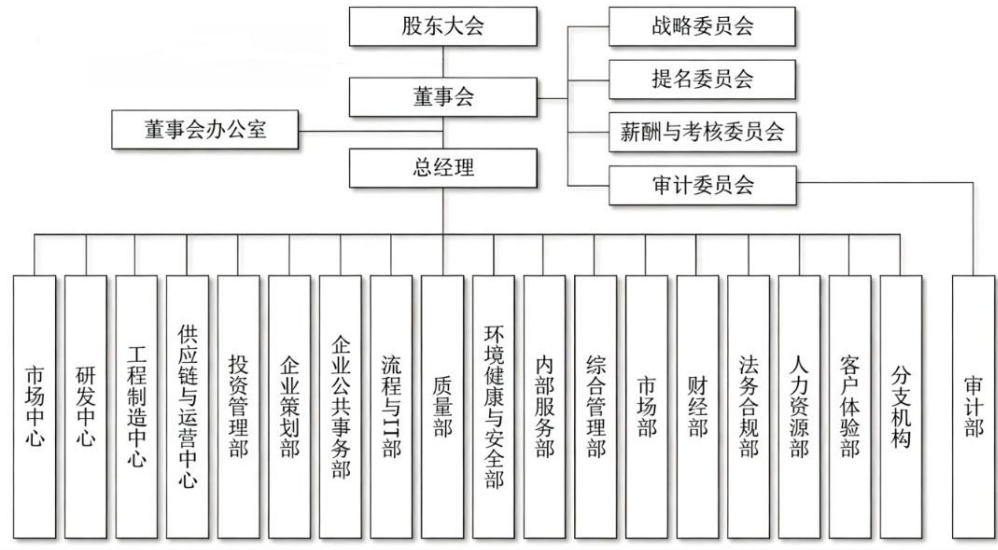 股东大会
战略委员会
提名委员会
董事会
薪酬与考核委员会
董事会办公室
总经理
审计委员会
市场中心
研发中心
工程制造中心
供应链与运营中心
投资管理部
企业策划部
企业公共事务部
流程与IT部
质量部
环境健康与安全部
内部服务部
综合管理部
市场部
财经部
法务合规部
人力资源部
客户体验部
分支机构
审计部